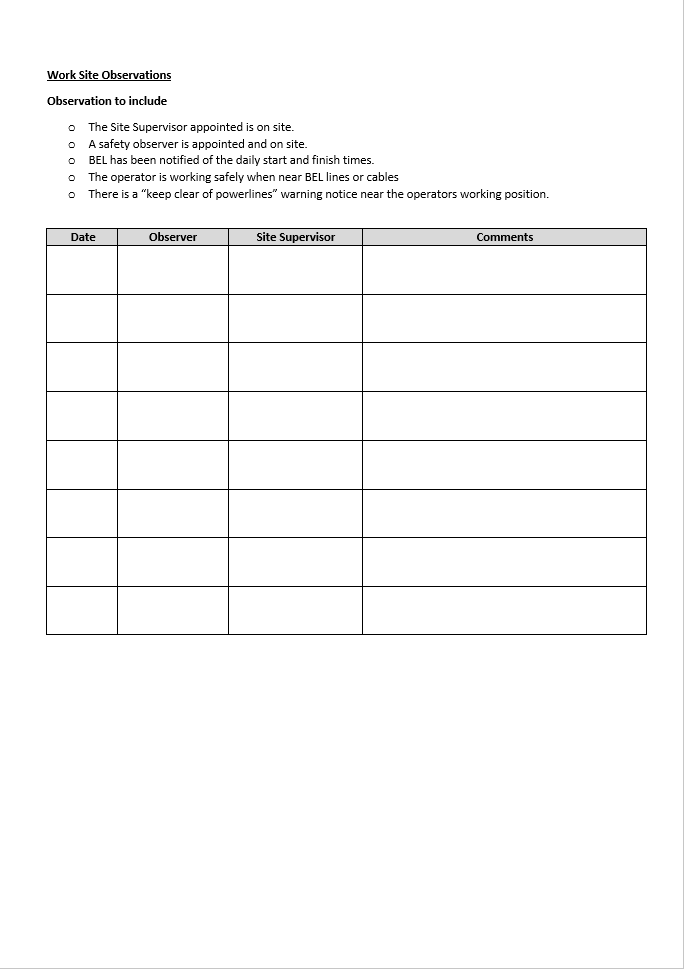 Work Site Observations
Observation to include
o The Site Supervisor appointed is on site.
o A safety observer is appointed and on site.
o BEL has been notified of the daily start and finish times.
o The operator is working safely when near BEL lines or cables
o There is a “keep clear of powerlines” warning notice near the operators working position.
Date Observer Site Supervisor Comments